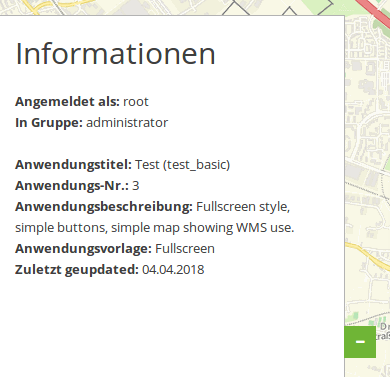 Informationen
Angemeldet als: root
In Gruppe: administrator
Anwendungstitel: Test (test_basic)
Anwendungs-Nr.: 3
Anwendungsbeschreibung: Fullscreen style,
simple buttons, simple map showing WMS use.
Anwendungsvorlage: Fullscreen
Zuletzt geupdated: 04.04.2018